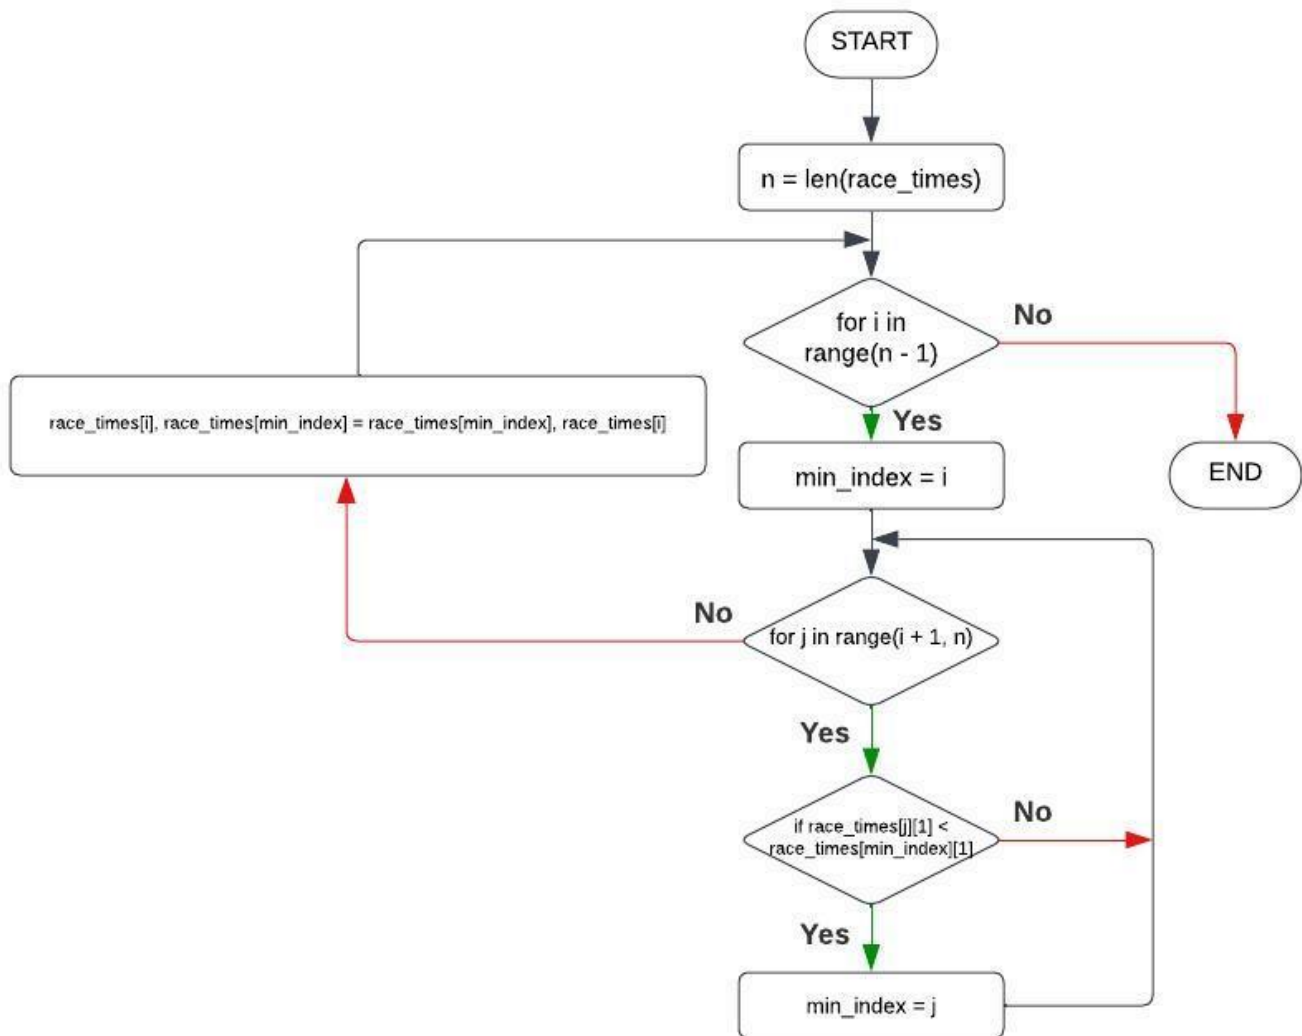 START
n = len(race_times)
for i in
range(n - 1)
No
Yes
race_times[i], race_times[min_index] = race_times[min_index], race_times[i]
min_index = i
END
No
for j in range(i + 1, n)
Yes
if race_times[j][1] <
race_times[min_index][1]
No
Yes
min_index = j